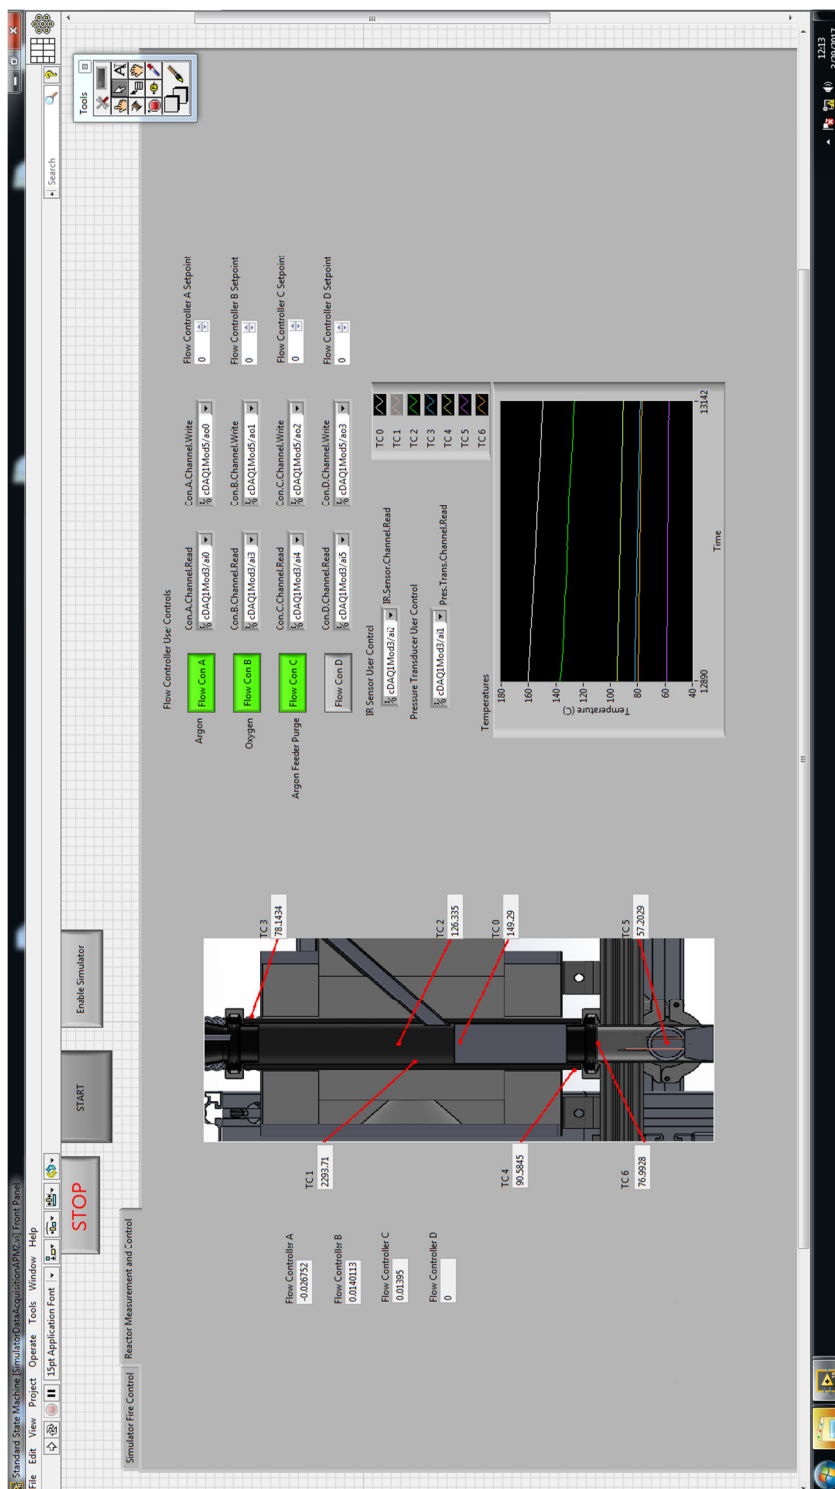 Standard State Machine [SimulatorDataAcquisitionAPM2.vi] Front Panel
File Edit View Project Operate Tools Window Help
15pt Application Font
Search
STOP
START
Enable Simulator
Tools
Simulator Fire Control
Reactor Measurement and Control
Flow Controller A
-0.026752
Flow Controller B
0.0140113
Flow Controller C
0.01395
Flow Controller D
0
TC 1
2293.71
TC 4
90.5845
TC 6
76.9928
TC 3
78.1434
TC 2
126.335
TC 0
149.29
TC 5
57.2029
Flow Controller Use Controls
Argon
Flow Con A
Con.A.Channel.Read
cDAQ1Mod3/ai0
Con.A.Channel.Write
cDAQ1Mod5/ao0
Flow Controller A Setpoint
0
Oxygen
Flow Con B
Con.B.Channel.Read
cDAQ1Mod3/ai3
Con.B.Channel.Write
cDAQ1Mod5/ao1
Flow Controller B Setpoint
0
Argon Feeder Purge
Flow Con C
Con.C.Channel.Read
cDAQ1Mod3/ai4
Con.C.Channel.Write
cDAQ1Mod5/ao2
Flow Controller C Setpoint
0
Flow Con D
Con.D.Channel.Read
cDAQ1Mod3/ai5
Con.D.Channel.Write
cDAQ1Mod5/ao3
Flow Controller D Setpoint
0
IR Sensor User Control
cDAQ1Mod3/ai2
IR.Sensor.Channel.Read
Pressure Transducer User Control
cDAQ1Mod3/ai1
Pres.Trans.Channel.Read
Temperatures
TC 0
TC 1
TC 2
TC 3
TC 4
TC 5
TC 6
Temperature (C)
180
160
140
120
100
80
60
40
12890
13142
Time
12:13